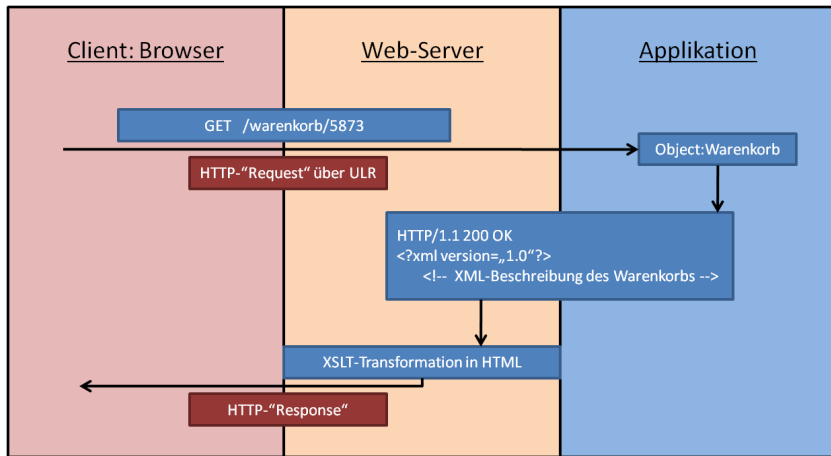 Client: Browser
Web-Server
Applikation
GET /warenkorb/5873
HTTP-“Request“ über ULR
Object:Warenkorb
HTTP/1.1 200 OK
<?xml version=„1.0“?>
<!-- XML-Beschreibung des Warenkorbs -->
XSLT-Transformation in HTML
HTTP-“Response“